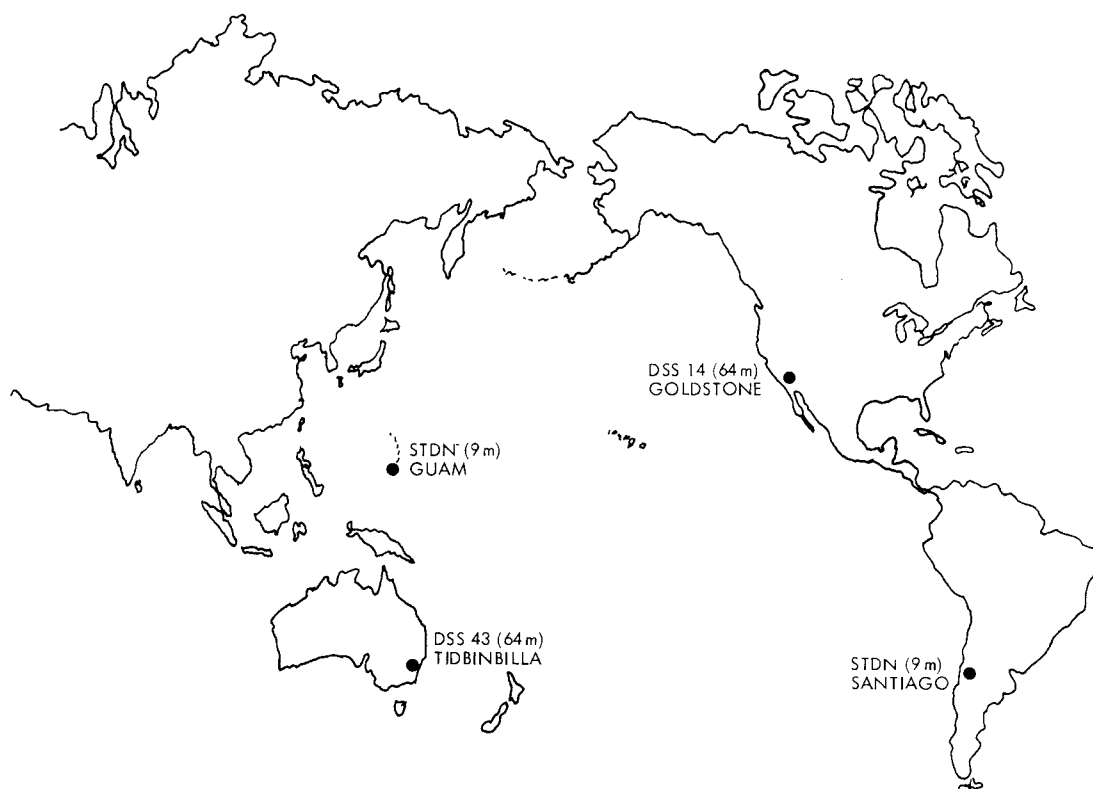 DSS 14 (64 m)
GOLDSTONE
STDN (9 m)
GUAM
DSS 43 (64 m)
TIDBINBILLA
STDN (9 m)
SANTIAGO